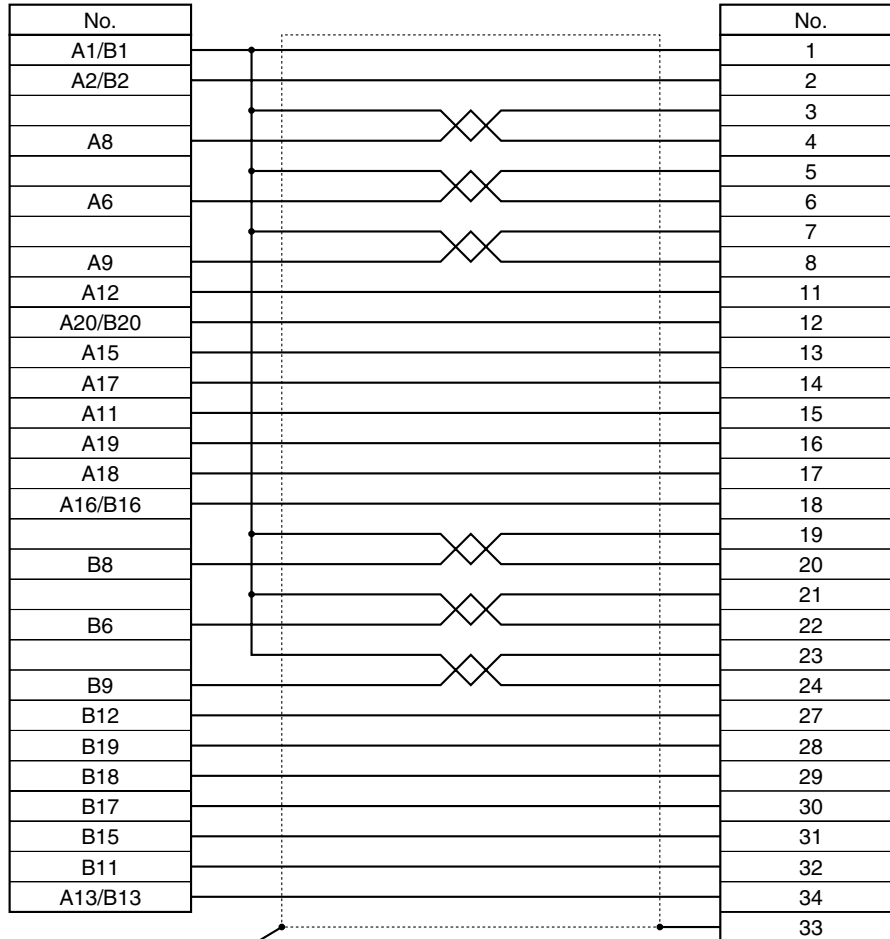 No. No.
A1/B1 1
A2/B2 2
3
A8 4
5
A6 6
7
A9 8
A12 11
A20/B20 12
A15 13
A17 14
A11 15
A19 16
A18 17
A16/B16 18
19
B8 20
21
B6 22
23
B9 24
B12 27
B19 28
B18 29
B17 30
B15 31
B11 32
A13/B13 34
33